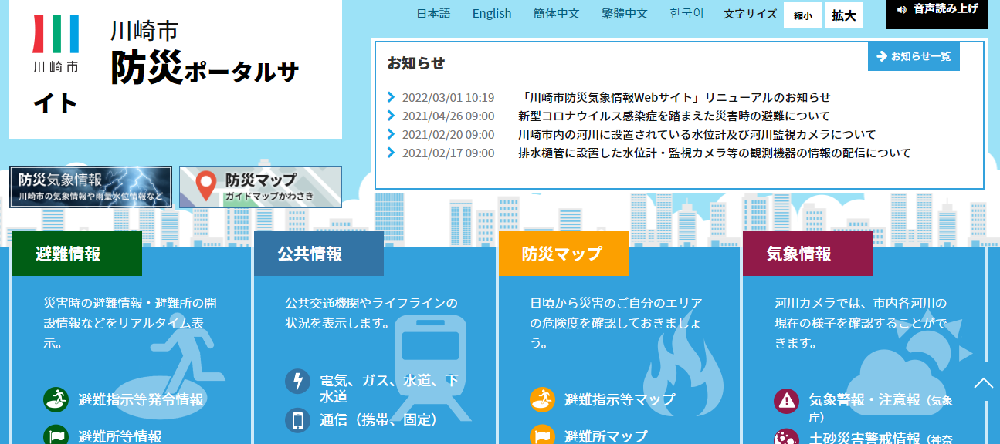 川崎市
川崎市
防災ポータルサ
イト
日本語 English 簡体中文 繁體中文 한국어 文字サイズ 縮小 拡大 音声読み上げ
お知らせ
お知らせ一覧
2022/03/01 10:19 「川崎市防災気象情報Webサイト」リニューアルのお知らせ
2021/04/26 09:00 新型コロナウイルス感染症を踏まえた災害時の避難について
2021/02/20 09:00 川崎市内の河川に設置されている水位計及び河川監視カメラについて
2021/02/17 09:00 排水樋管に設置した水位計・監視カメラ等の観測機器の情報の配信について
防災気象情報
川崎市の気象情報や雨量水位情報など
防災マップ
ガイドマップかわさき
避難情報
災害時の避難情報・避難所の開
設情報などをリアルタイム表
示。
避難指示等発令情報
避難所等情報
公共情報
公共交通機関やライフラインの
状況を表示します。
電気、ガス、水道、下
水道
通信（携帯、固定）
防災マップ
日頃から災害のご自分のエリア
の危険度を確認しておきましょ
う。
避難指示等マップ
避難所マップ
気象情報
河川カメラでは、市内各河川の
現在の様子を確認することがで
きます。
気象警報・注意報（気象
庁）
土砂災害警戒情報（神奈